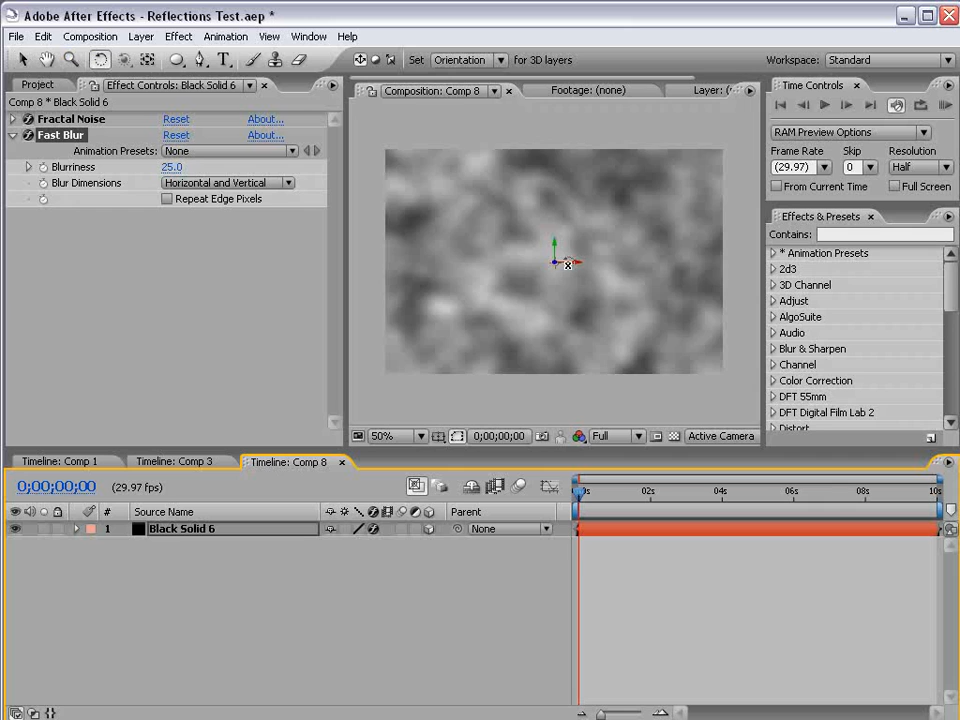 Adobe After Effects - Reflections Test.aep *
File Edit Composition Layer Effect Animation View Window Help
Set Orientation for 3D layers Workspace: Standard
Project Effect Controls: Black Solid 6
Comp 8 * Black Solid 6
Fractal Noise Reset About...
Fast Blur Reset About...
Animation Presets: None
Blurriness 25.0
Blur Dimensions Horizontal and Vertical
Repeat Edge Pixels
Composition: Comp 8 Footage: (none) Layer: (
50% 0;00;00;00 Full Active Camera
Time Controls
RAM Preview Options
Frame Rate Skip Resolution
(29.97) 0 Half
From Current Time Full Screen
Effects & Presets
Contains:
* Animation Presets
2d3
3D Channel
Adjust
AlgoSuite
Audio
Blur & Sharpen
Channel
Color Correction
DFT 55mm
DFT Digital Film Lab 2
Distort
Timeline: Comp 1 Timeline: Comp 3 Timeline: Comp 8
0;00;00;00 (29.97 fps)
02s 04s 06s 08s 10s
# Source Name Parent
1 Black Solid 6 None